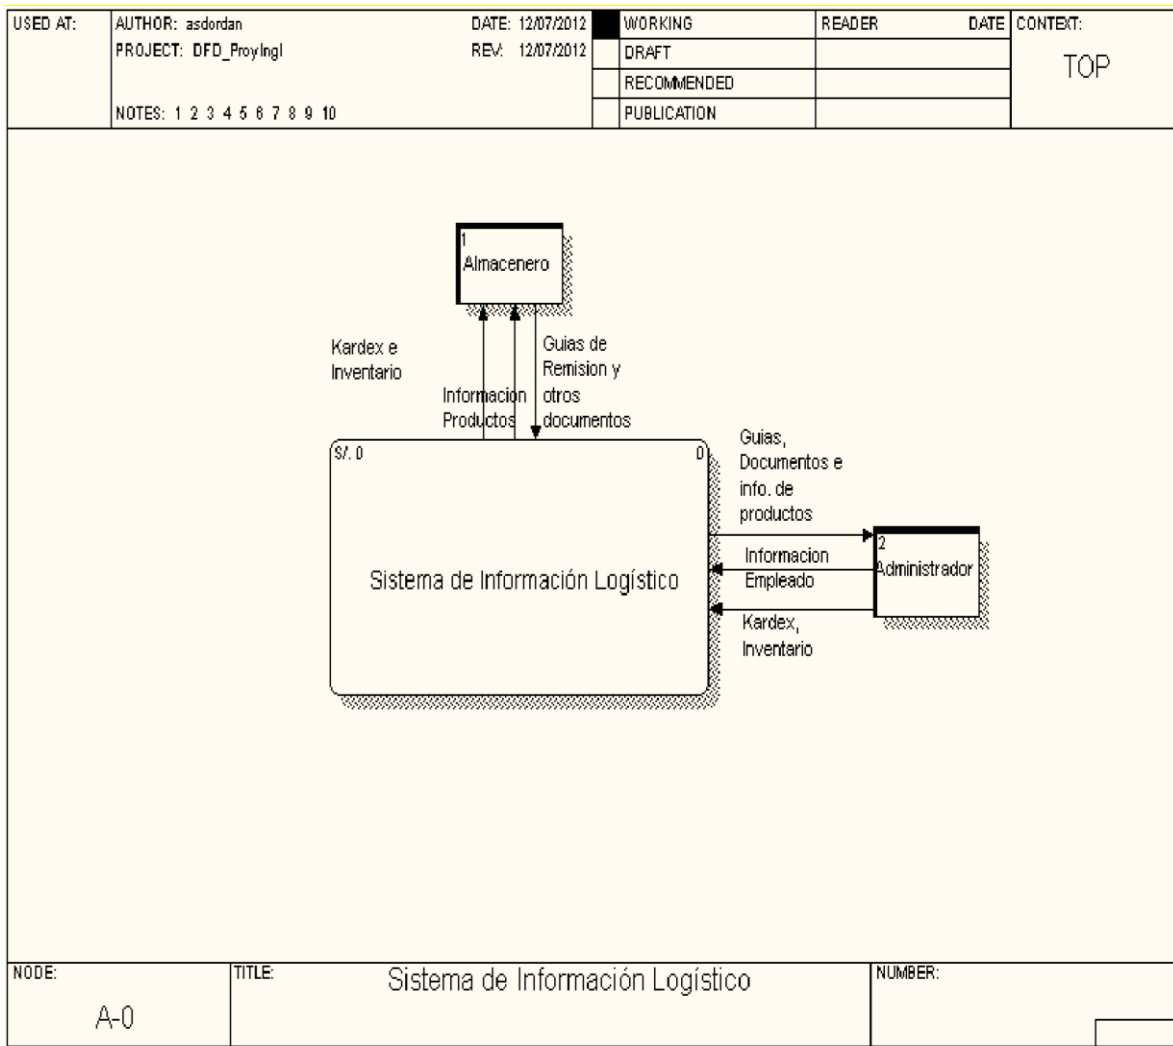 USED AT:
AUTHOR: asdordan
DATE: 12/07/2012
PROJECT: DFD_ProyIngI
REV: 12/07/2012
NOTES: 1 2 3 4 5 6 7 8 9 10
WORKING
DRAFT
RECOMMENDED
PUBLICATION
READER
DATE
CONTEXT:
TOP
1
Almacenero
Kardex e
Inventario
Informacion
Productos
Guias de
Remision y
otros
documentos
S/. 0
0
Sistema de Información Logístico
Guias,
Documentos e
info. de
productos
2
Administrador
Informacion
Empleado
Kardex,
Inventario
NODE:
A-0
TITLE:
Sistema de Información Logístico
NUMBER: